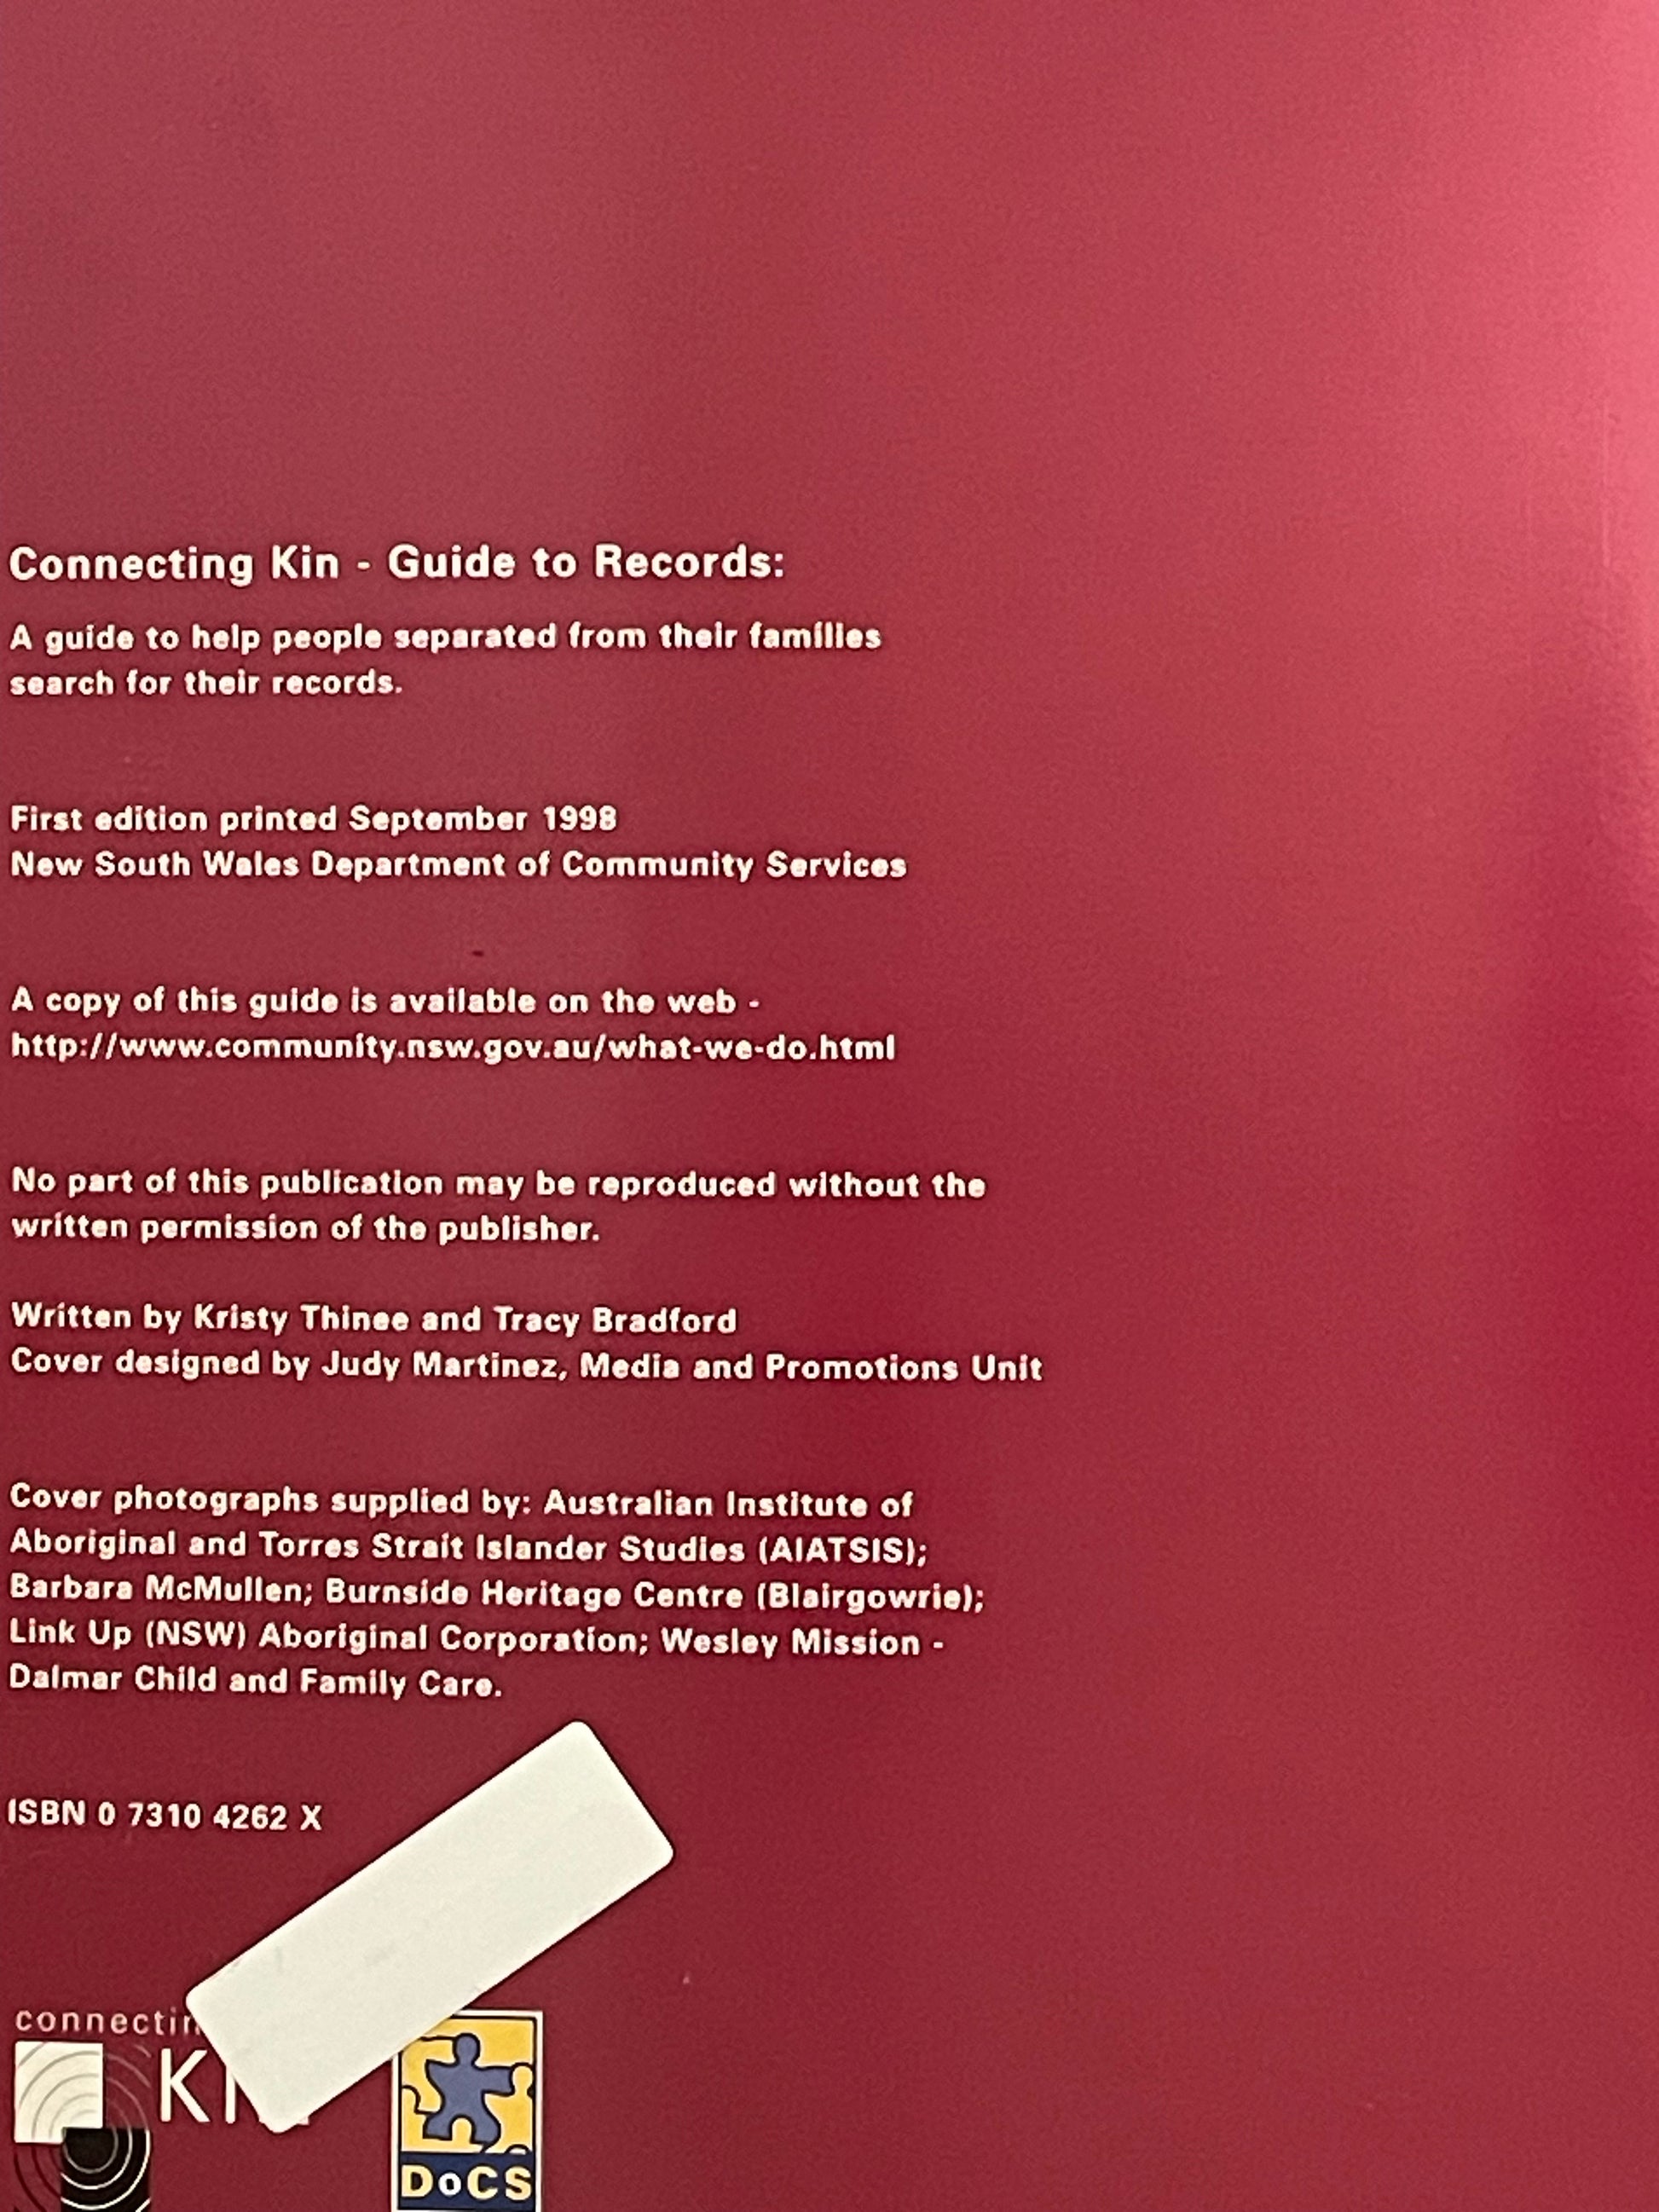 Connecting Kin - Guide to Records:
A guide to help people separated from their families
search for their records.
First edition printed September 1998
New South Wales Department of Community Services
A copy of this guide is available on the web -
http://www.community.nsw.gov.au/what-we-do.html
No part of this publication may be reproduced without the
written permission of the publisher.
Written by Kristy Thinee and Tracy Bradford
Cover designed by Judy Martinez, Media and Promotions Unit
Cover photographs supplied by: Australian Institute of
Aboriginal and Torres Strait Islander Studies (AIATSIS);
Barbara McMullen; Burnside Heritage Centre (Blairgowrie);
Link Up (NSW) Aboriginal Corporation; Wesley Mission -
Dalmar Child and Family Care.
ISBN 0 7310 4262 X
DoCS